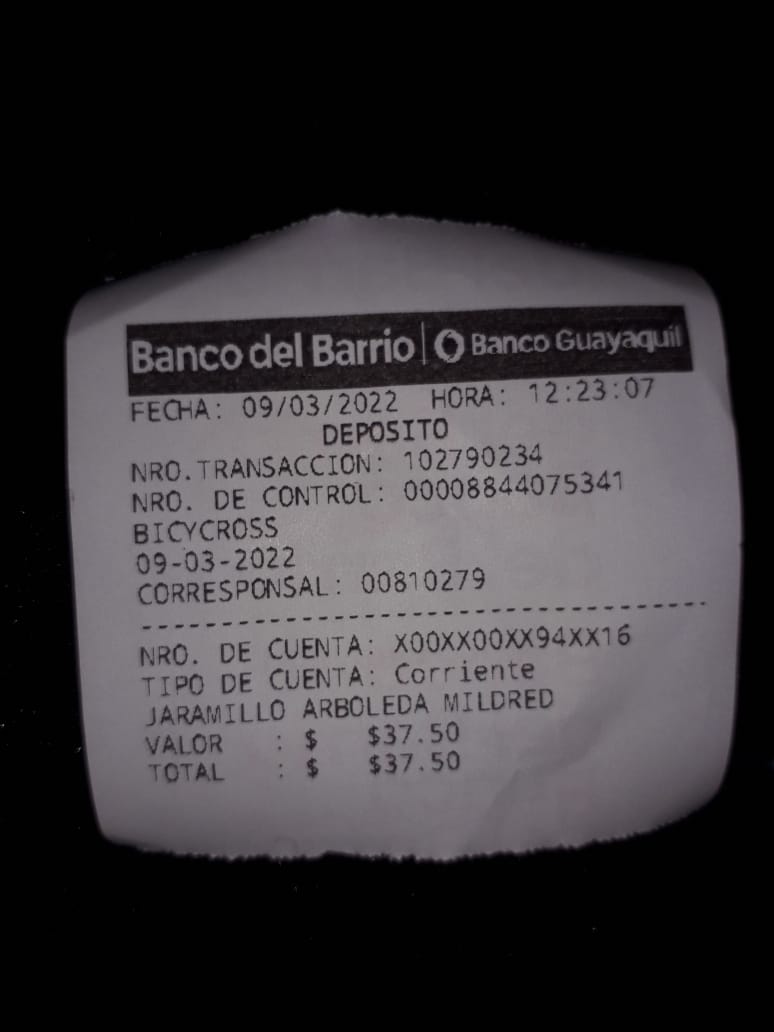 Banco del Barrio | Banco Guayaquil
FECHA: 09/03/2022 HORA: 12:23:07
DEPOSITO
NRO.TRANSACCION: 102790234
NRO. DE CONTROL: 00008844075341
BICYCROSS
09-03-2022
CORRESPONSAL: 00810279
NRO. DE CUENTA: X00XX00XX94XX16
TIPO DE CUENTA: Corriente
JARAMILLO ARBOLEDA MILDRED
VALOR : $ $37.50
TOTAL : $ $37.50